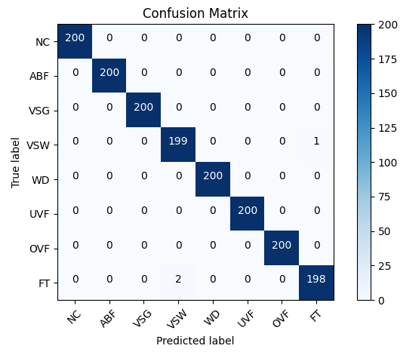 Confusion Matrix
True label
NC 200 0 0 0 0 0 0 0
ABF 0 200 0 0 0 0 0 0
VSG 0 0 200 0 0 0 0 0
VSW 0 0 0 199 0 0 0 1
WD 0 0 0 0 200 0 0 0
UVF 0 0 0 0 0 200 0 0
OVF 0 0 0 0 0 0 200 0
FT 0 0 0 2 0 0 0 198
NC ABF VSG VSW WD UVF OVF FT
Predicted label
200
175
150
125
100
75
50
25
0